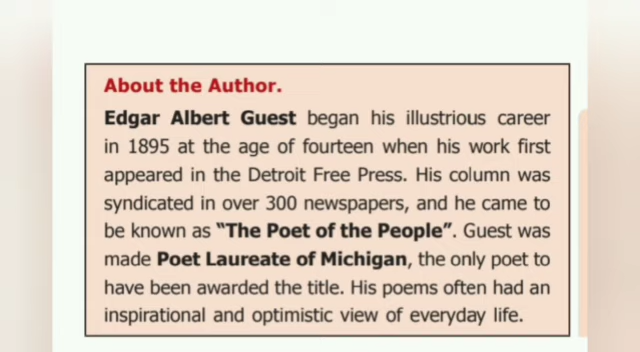 About the Author.
Edgar Albert Guest began his illustrious career
in 1895 at the age of fourteen when his work first
appeared in the Detroit Free Press. His column was
syndicated in over 300 newspapers, and he came to
be known as “The Poet of the People”. Guest was
made Poet Laureate of Michigan, the only poet to
have been awarded the title. His poems often had an
inspirational and optimistic view of everyday life.